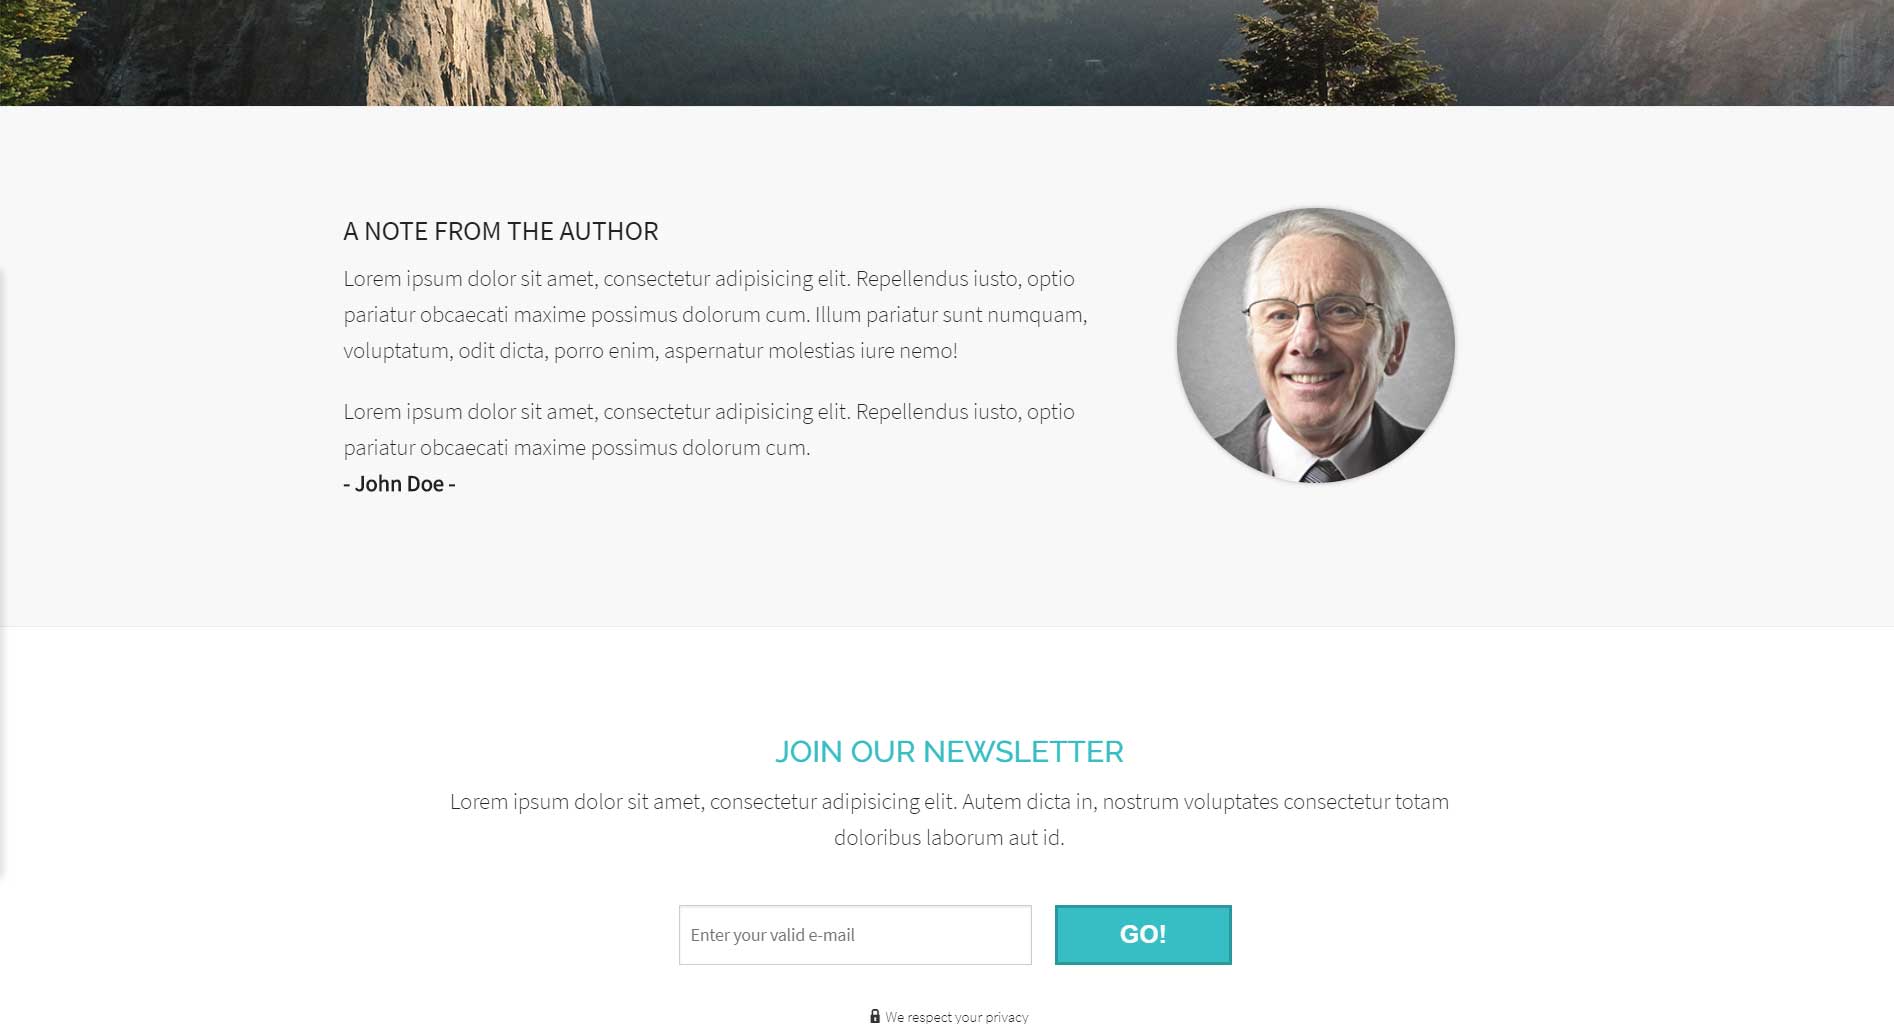 A NOTE FROM THE AUTHOR
Lorem ipsum dolor sit amet, consectetur adipisicing elit. Repellendus iusto, optio
pariatur obcaecati maxime possimus dolorum cum. Illum pariatur sunt numquam,
voluptatum, odit dicta, porro enim, aspernatur molestias iure nemo!
Lorem ipsum dolor sit amet, consectetur adipisicing elit. Repellendus iusto, optio
pariatur obcaecati maxime possimus dolorum cum.
- John Doe -
JOIN OUR NEWSLETTER
Lorem ipsum dolor sit amet, consectetur adipisicing elit. Autem dicta in, nostrum voluptates consectetur totam
doloribus laborum aut id.
Enter your valid e-mail
GO!
We respect your privacy